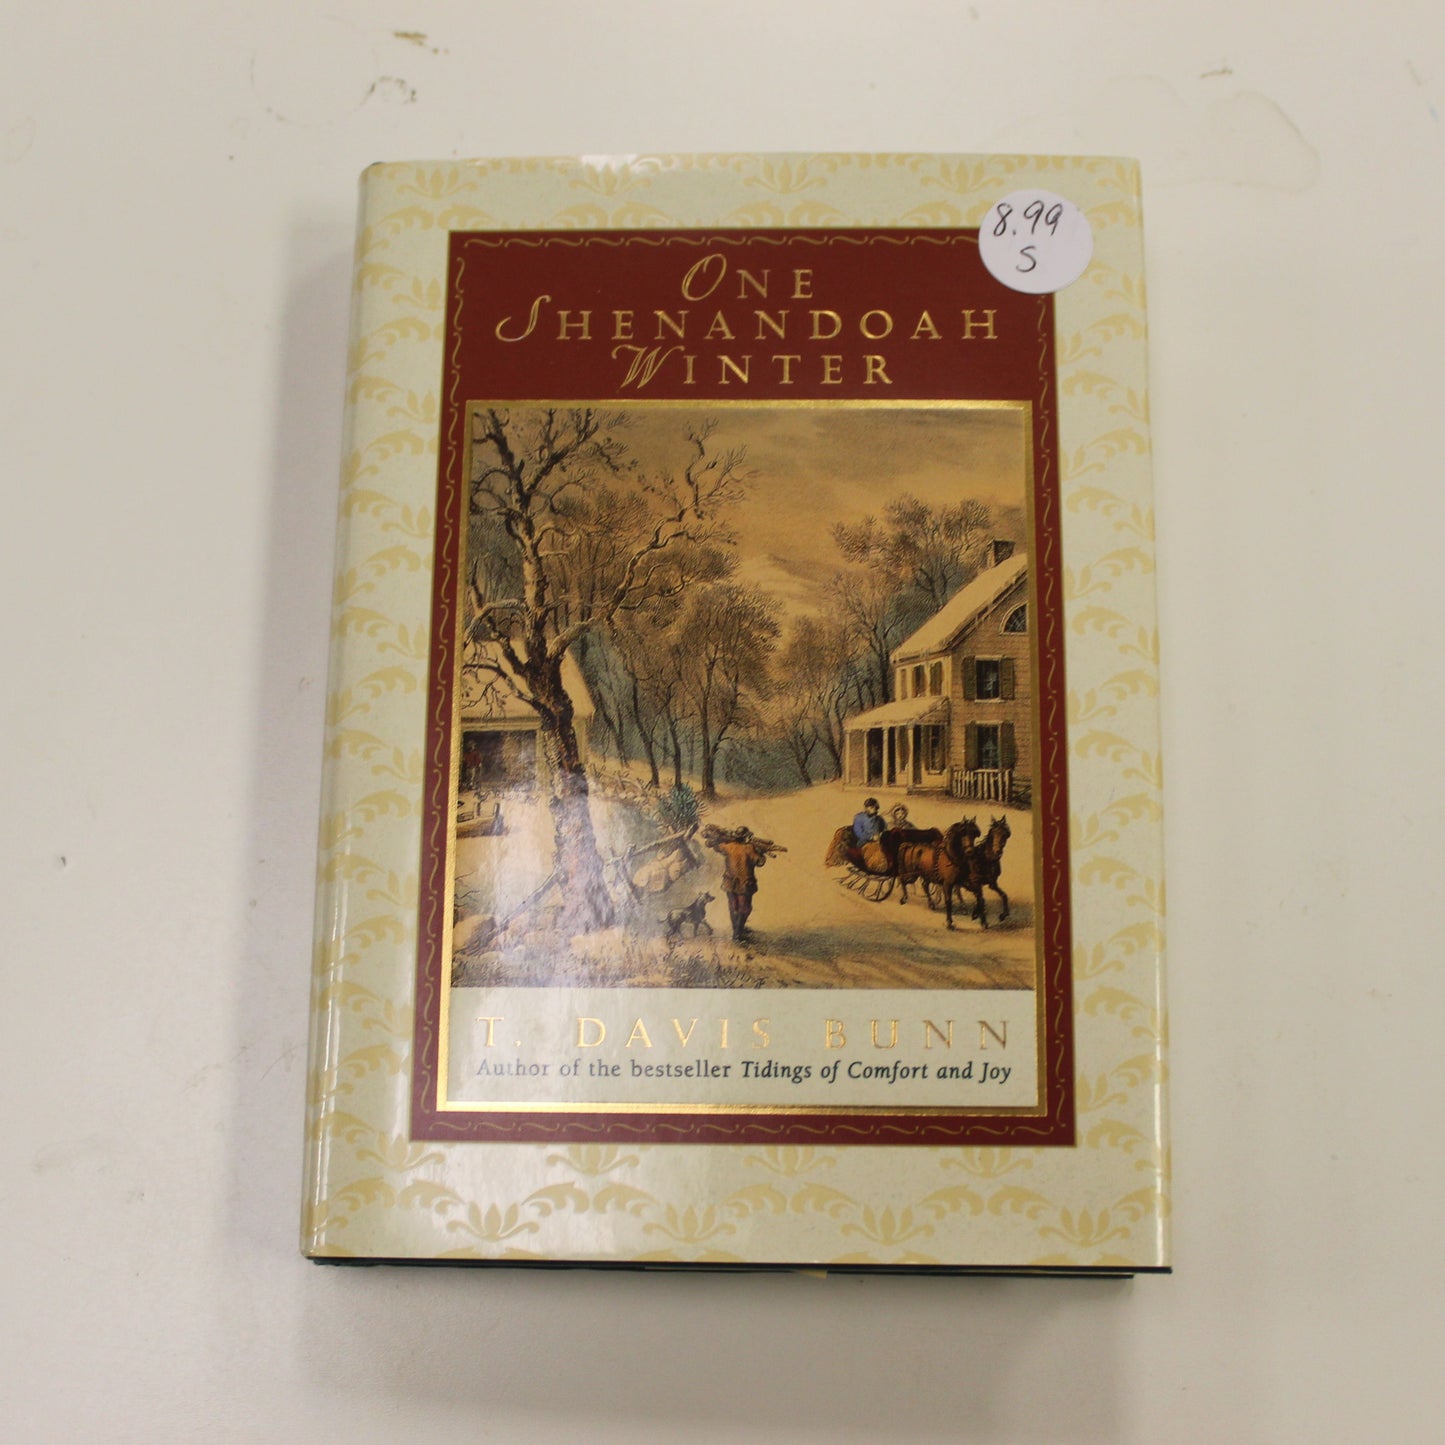 8.99
S
ONE
SHENANDOAH
WINTER
T. DAVIS BUNN
Author of the bestseller Tidings of Comfort and Joy